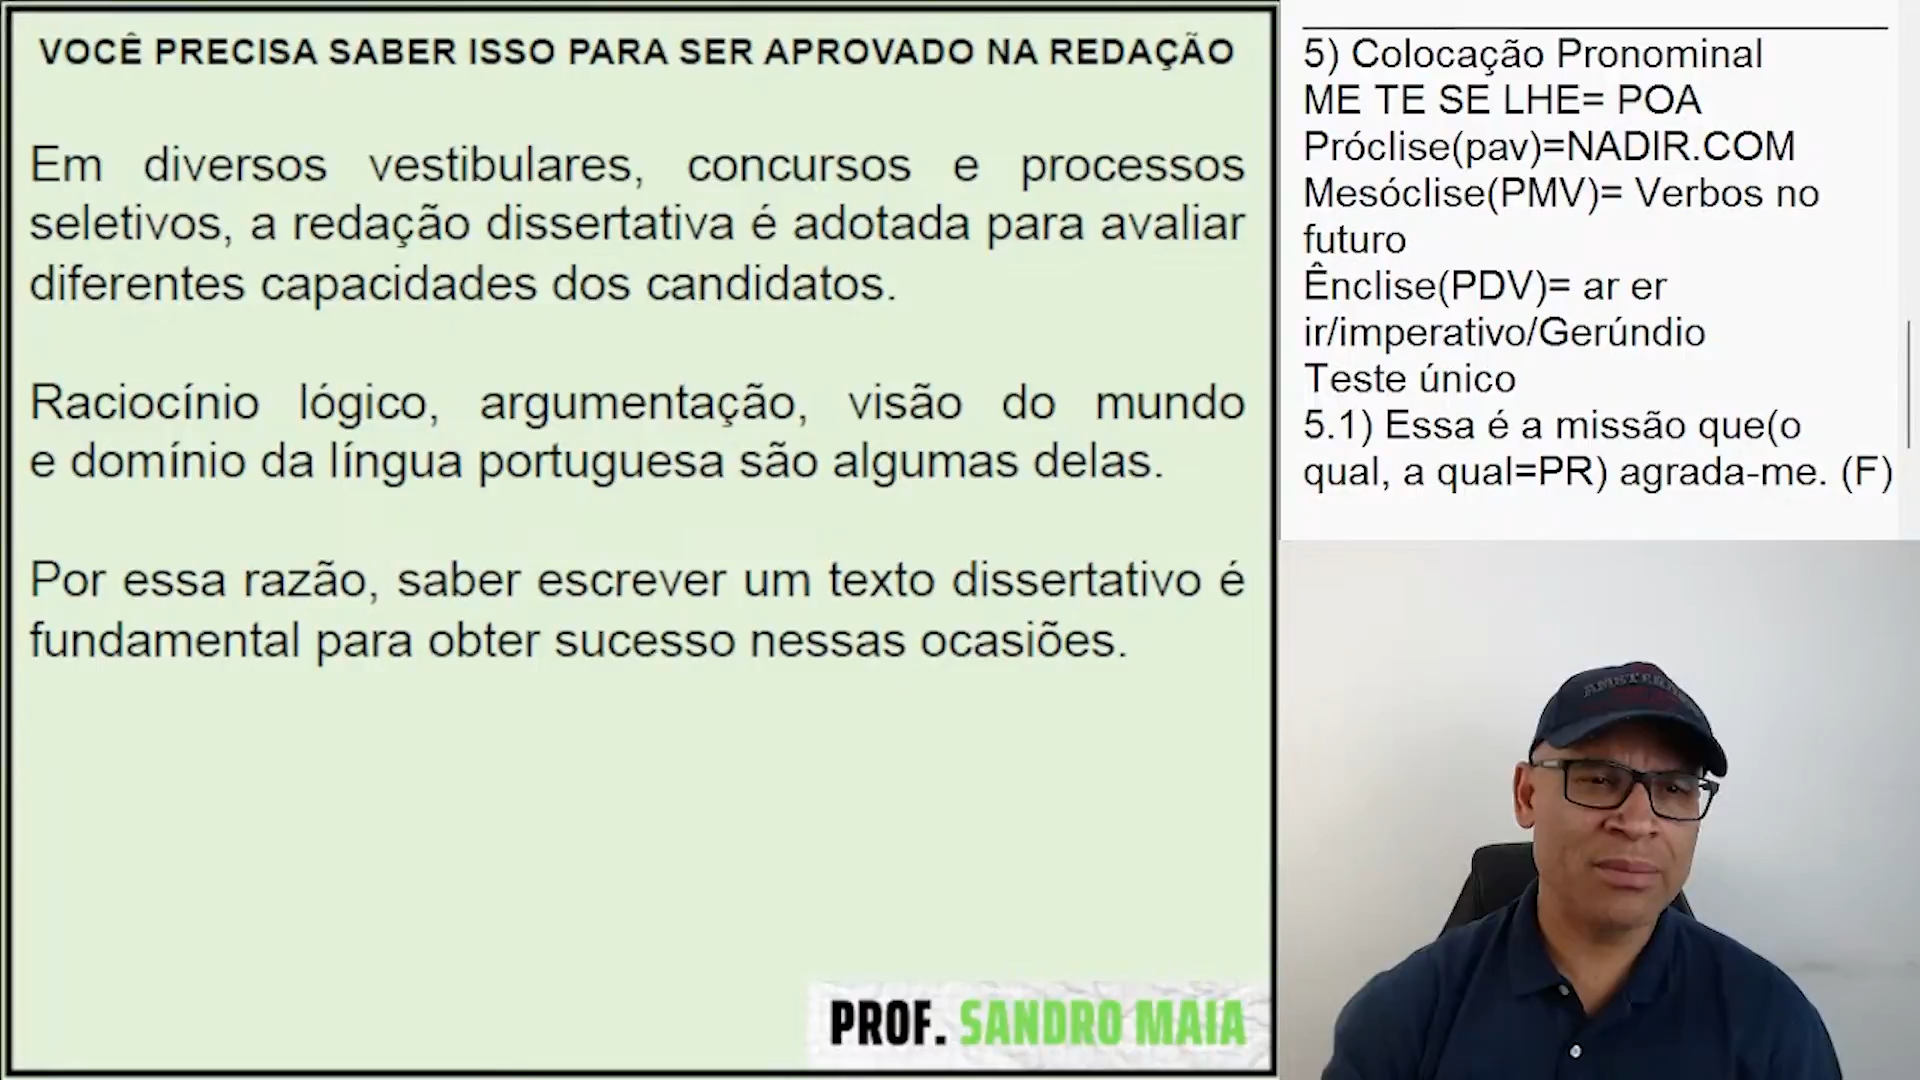 VOCÊ PRECISA SABER ISSO PARA SER APROVADO NA REDAÇÃO
Em diversos vestibulares, concursos e processos
seletivos, a redação dissertativa é adotada para avaliar
diferentes capacidades dos candidatos.
Raciocínio lógico, argumentação, visão do mundo
e domínio da língua portuguesa são algumas delas.
Por essa razão, saber escrever um texto dissertativo é
fundamental para obter sucesso nessas ocasiões.
PROF. SANDRO MAIA
5) Colocação Pronominal
ME TE SE LHE= POA
Próclise(pav)=NADIR.COM
Mesóclise(PMV)= Verbos no
futuro
Ênclise(PDV)= ar er
ir/imperativo/Gerúndio
Teste único
5.1) Essa é a missão que(o
qual, a qual=PR) agrada-me. (F)